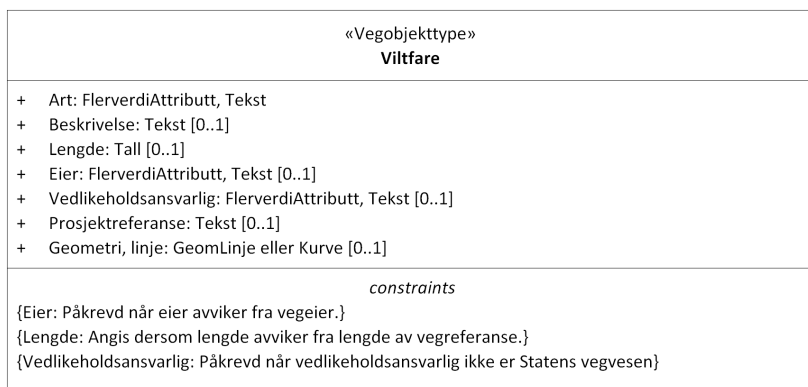 «Vegobjekttype»
Viltfare
+ Art: FlerverdiAttributt, Tekst
+ Beskrivelse: Tekst [0..1]
+ Lengde: Tall [0..1]
+ Eier: FlerverdiAttributt, Tekst [0..1]
+ Vedlikeholdsansvarlig: FlerverdiAttributt, Tekst [0..1]
+ Prosjektreferanse: Tekst [0..1]
+ Geometri, linje: GeomLinje eller Kurve [0..1]
constraints
{Eier: Påkrevd når eier avviker fra vegeier.}
{Lengde: Angis dersom lengde avviker fra lengde av vegreferanse.}
{Vedlikeholdsansvarlig: Påkrevd når vedlikeholdsansvarlig ikke er Statens vegvesen}